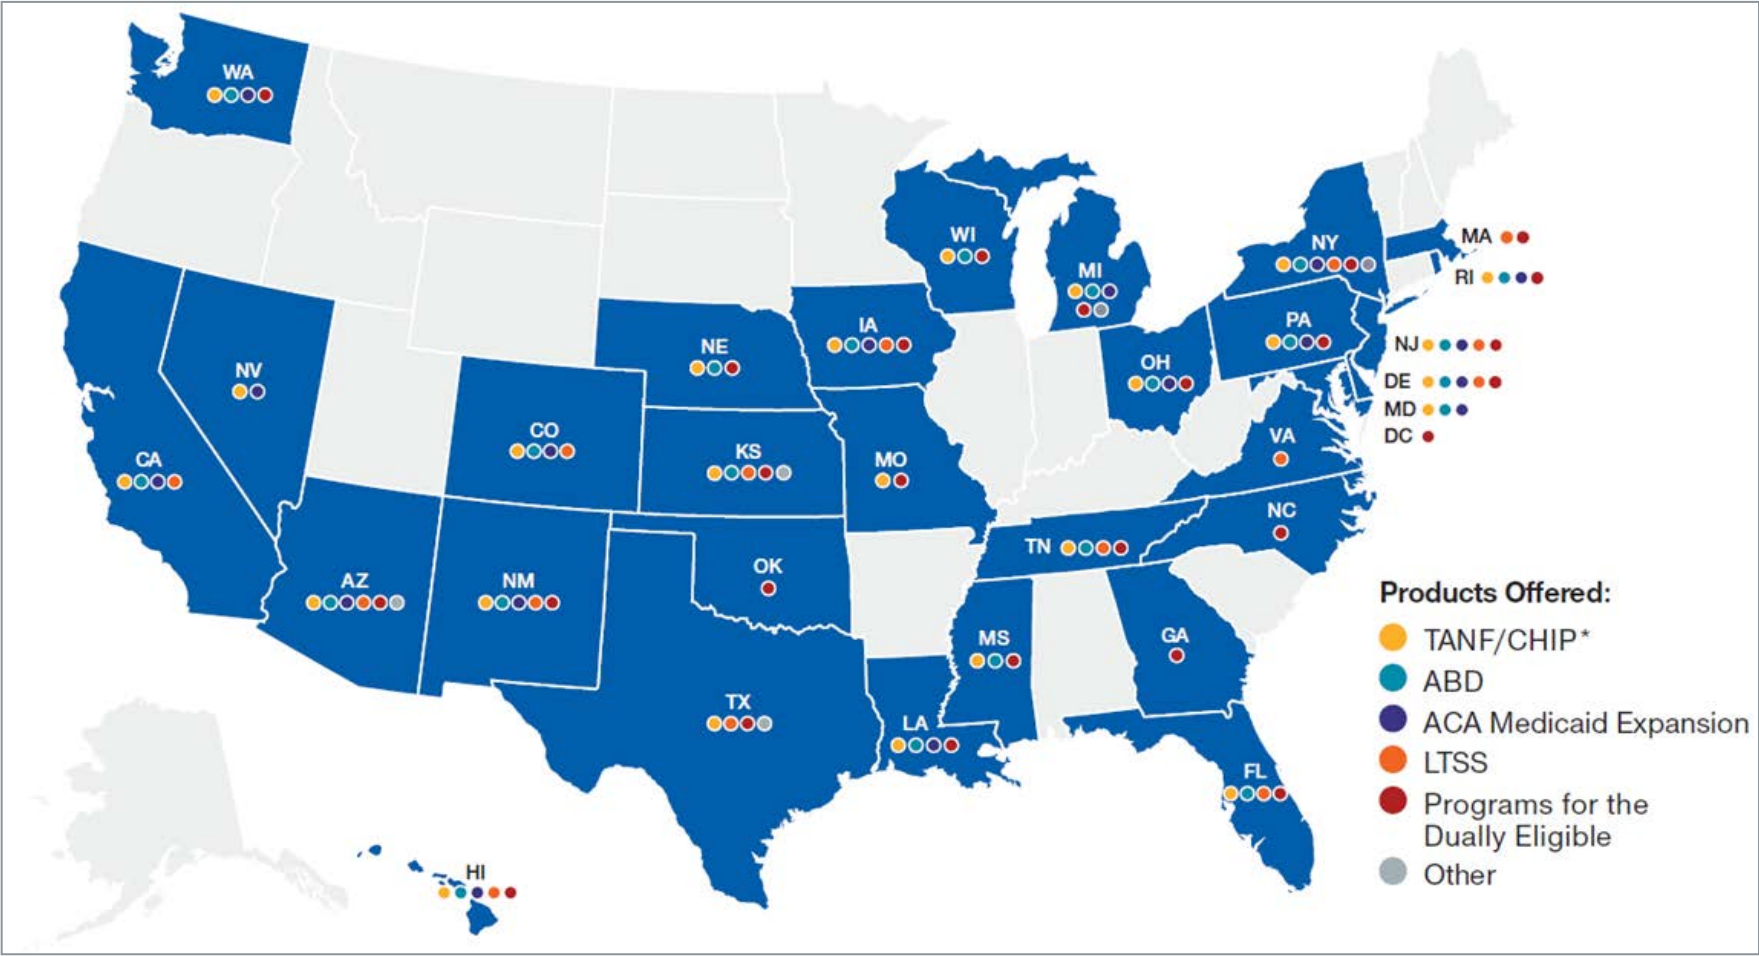 WA
WI
MI
NY
MA
RI
PA
NJ
DE
MD
DC
OH
IA
NE
NV
CO
CA
KS
MO
VA
NC
TN
OK
AZ
NM
MS
GA
TX
LA
FL
HI
Products Offered:
TANF/CHIP*
ABD
ACA Medicaid Expansion
LTSS
Programs for the
Dually Eligible
Other